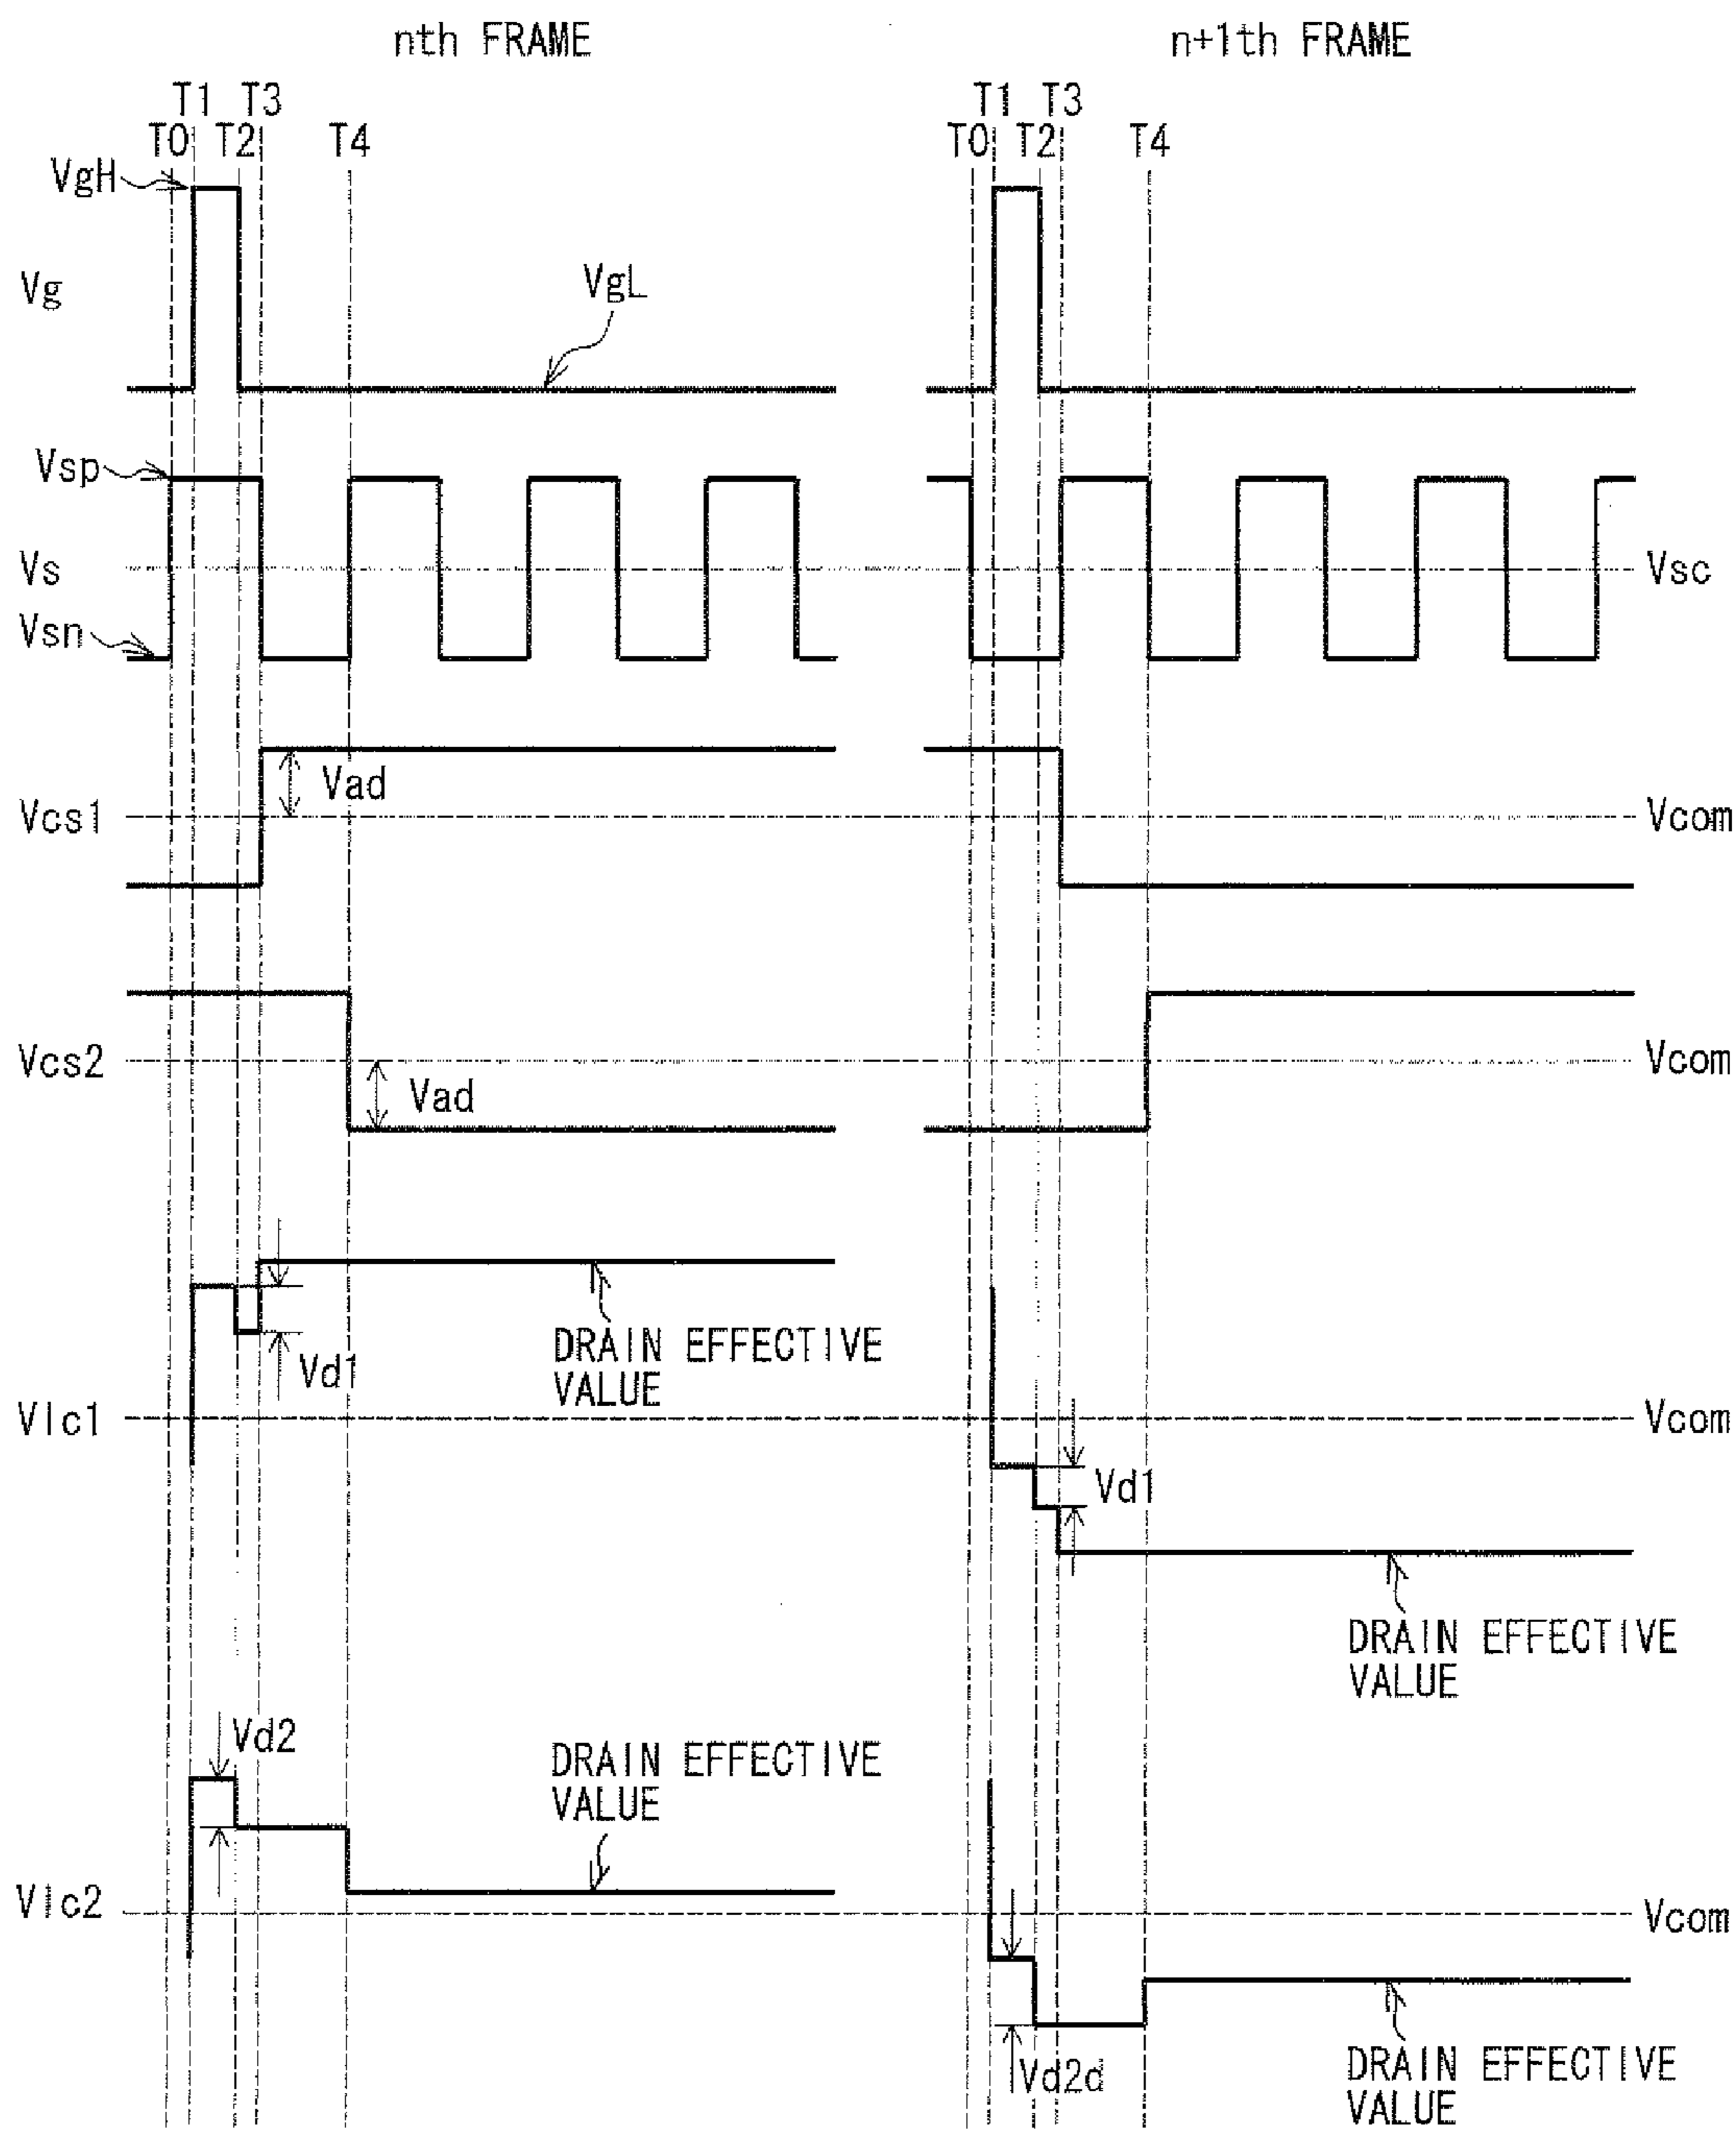 nth FRAME
n+1th FRAME
T1 T3
T0 T2 T4
T1 T3
T0 T2 T4
VgH
Vg
VgL
Vsp
Vs
Vsc
Vsn
Vad
Vcs1
Vcom
Vcs2
Vcom
Vad
DRAIN EFFECTIVE
VALUE
Vd1
Vlc1
Vcom
Vd1
DRAIN EFFECTIVE
VALUE
Vd2
DRAIN EFFECTIVE
VALUE
Vlc2
Vcom
Vd2d
DRAIN EFFECTIVE
VALUE